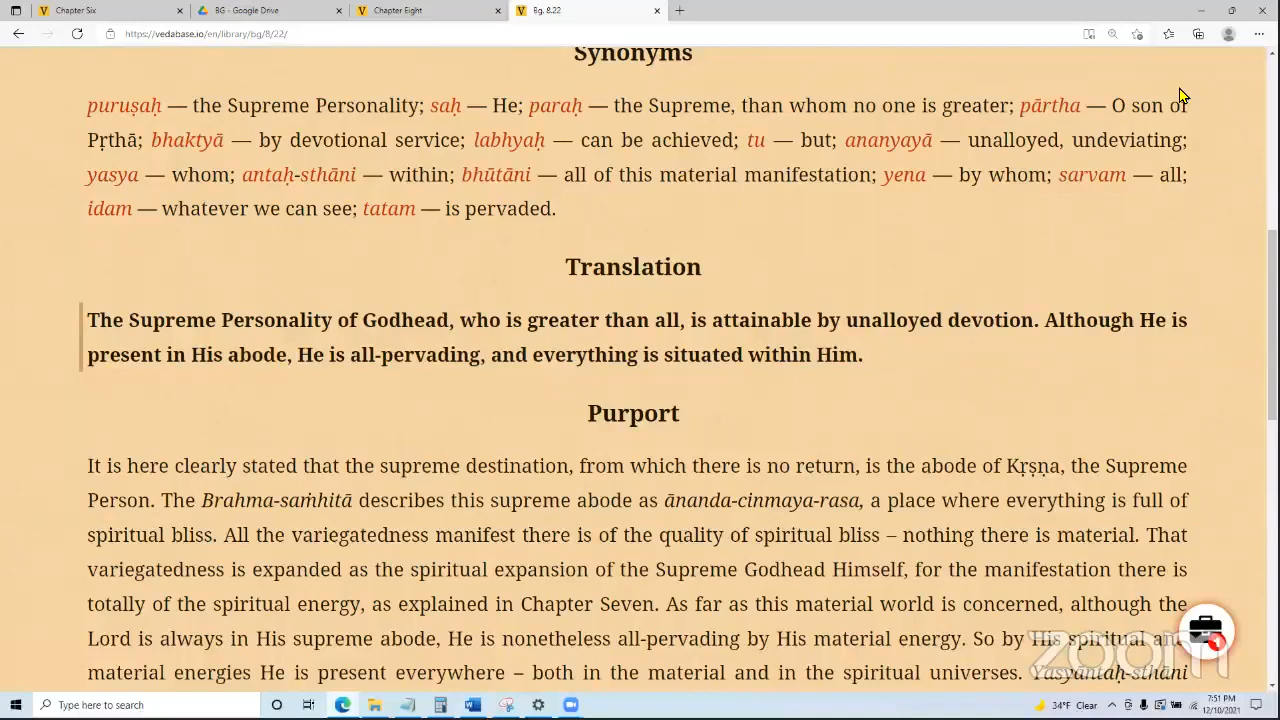 Chapter Six
BG - Google Drive
Chapter Eight
Bg. 8.22
https://vedabase.io/en/library/bg/8/22/
Synonyms
puruṣaḥ — the Supreme Personality; saḥ — He; paraḥ — the Supreme, than whom no one is greater; pārtha — O son of
Pṛthā; bhaktyā — by devotional service; labhyaḥ — can be achieved; tu — but; ananyayā — unalloyed, undeviating;
yasya — whom; antaḥ-sthāni — within; bhūtāni — all of this material manifestation; yena — by whom; sarvam — all;
idam — whatever we can see; tatam — is pervaded.
Translation
The Supreme Personality of Godhead, who is greater than all, is attainable by unalloyed devotion. Although He is
present in His abode, He is all-pervading, and everything is situated within Him.
Purport
It is here clearly stated that the supreme destination, from which there is no return, is the abode of Kṛṣṇa, the Supreme
Person. The Brahma-saṁhitā describes this supreme abode as ānanda-cinmaya-rasa, a place where everything is full of
spiritual bliss. All the variegatedness manifest there is of the quality of spiritual bliss – nothing there is material. That
variegatedness is expanded as the spiritual expansion of the Supreme Godhead Himself, for the manifestation there is
totally of the spiritual energy, as explained in Chapter Seven. As far as this material world is concerned, although the
Lord is always in His supreme abode, He is nonetheless all-pervading by His material energy. So by His spiritual and
material energies He is present everywhere – both in the material and in the spiritual universes. Yasyāntaḥ-sthāni
zoom
Type here to search
34°F Clear
7:51 PM
12/10/2021